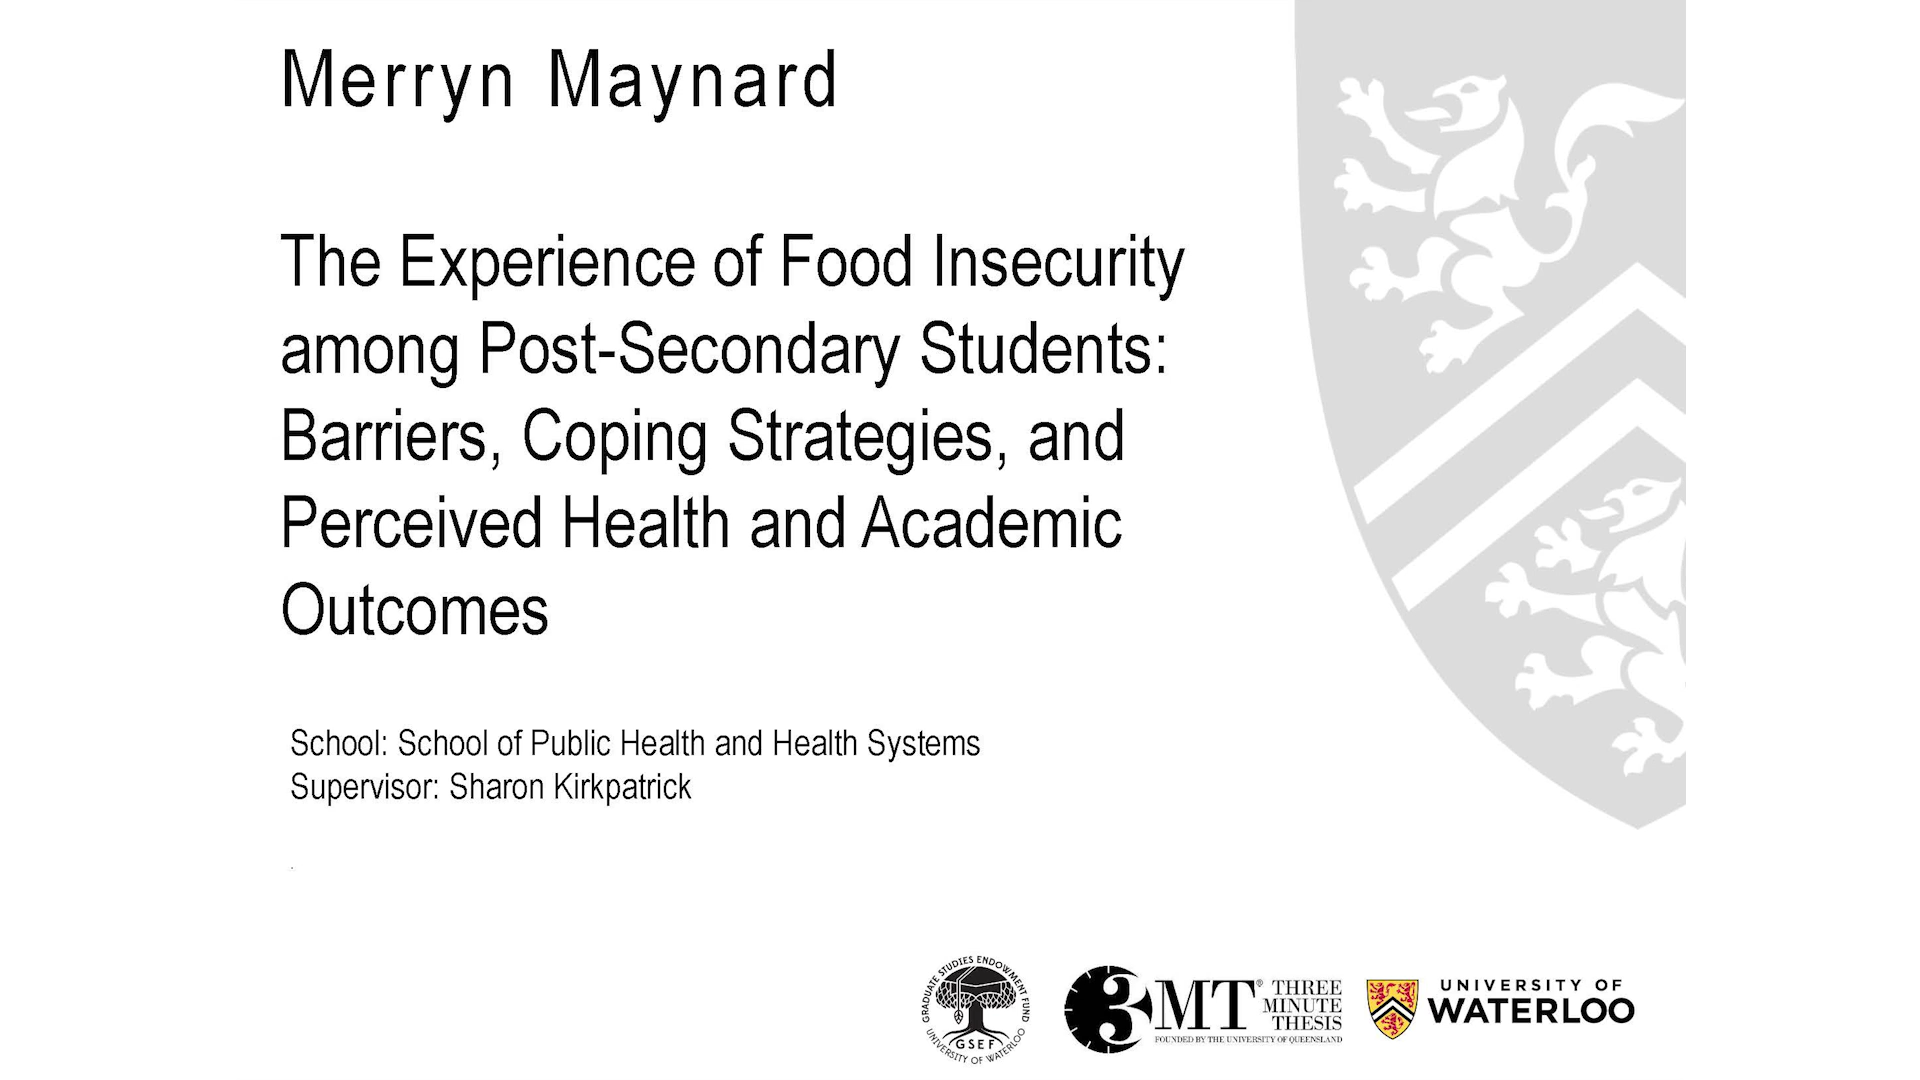 Merryn Maynard
The Experience of Food Insecurity
among Post-Secondary Students:
Barriers, Coping Strategies, and
Perceived Health and Academic
Outcomes
School: School of Public Health and Health Systems
Supervisor: Sharon Kirkpatrick
.
GRADUATE STUDIES ENDOWMENT FUND
GSEF
UNIVERSITY OF WATERLOO
3MT® THREE
MINUTE
THESIS
FOUNDED BY THE UNIVERSITY OF QUEENSLAND
UNIVERSITY OF
WATERLOO